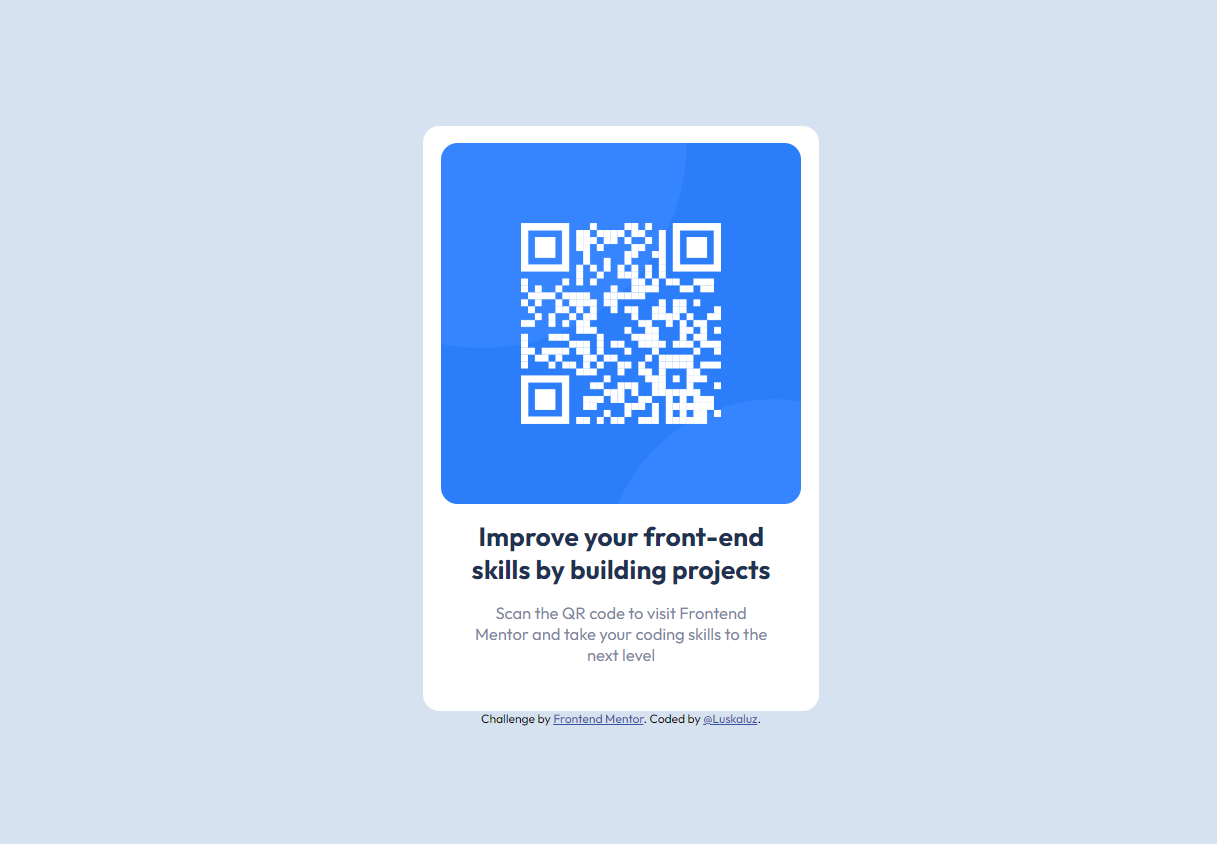 Improve your front-end
skills by building projects
Scan the QR code to visit Frontend
Mentor and take your coding skills to the
next level
Challenge by Frontend Mentor. Coded by @Luskaluz.